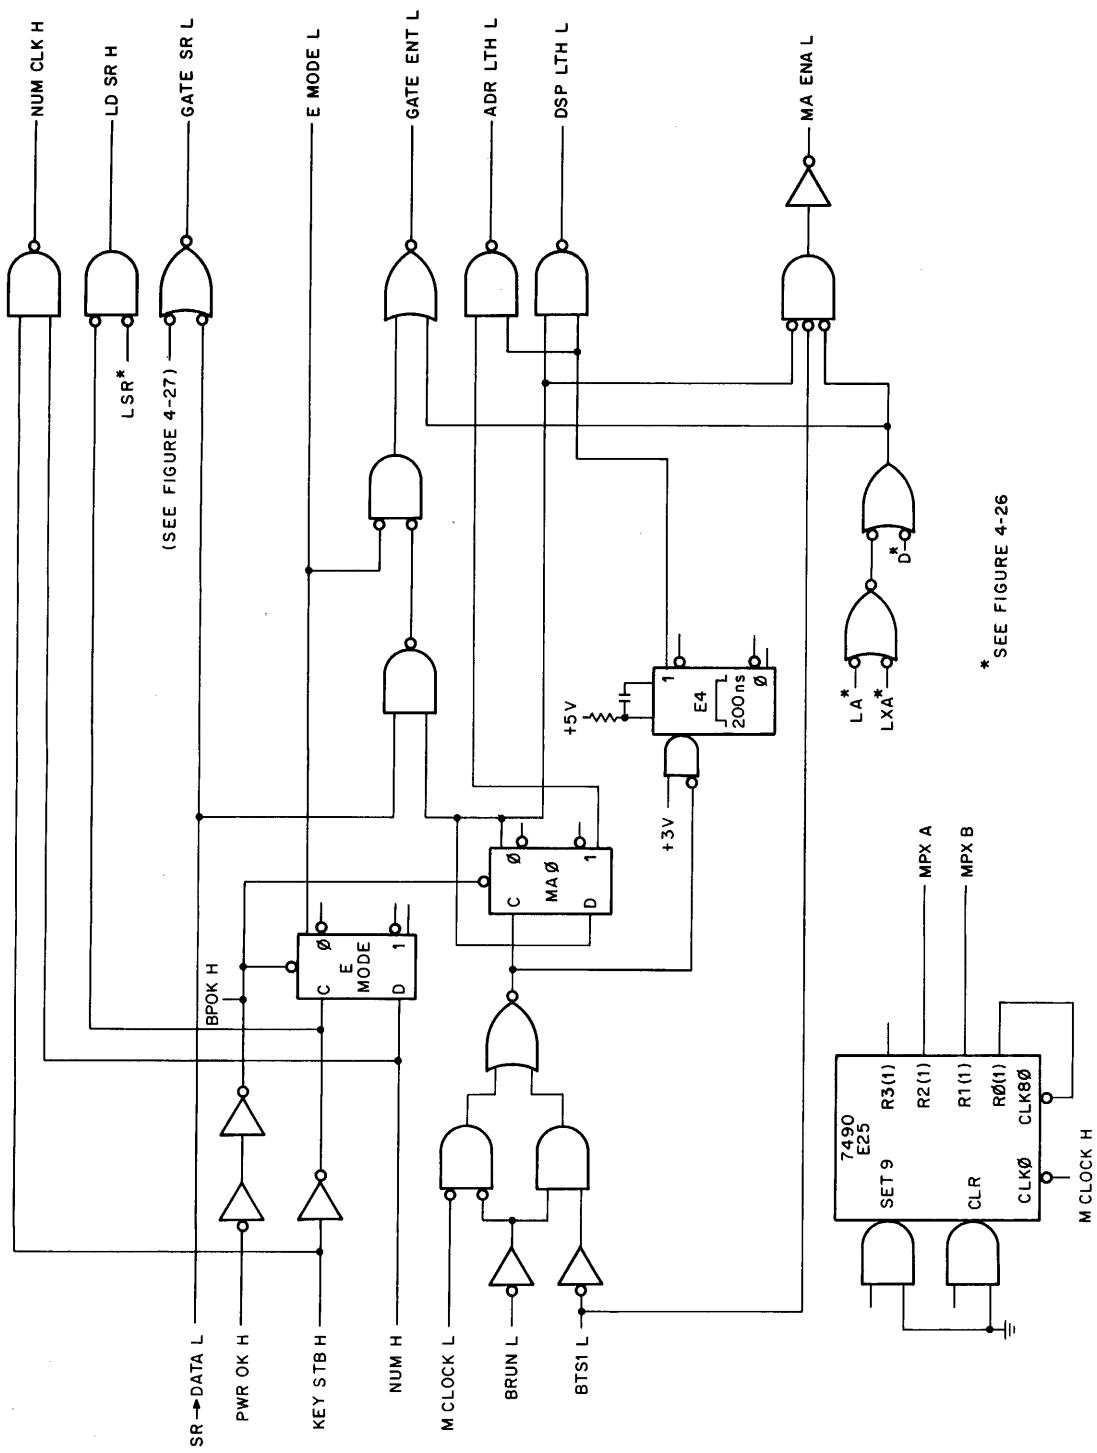 NUM CLK H
LD SR H
GATE SR L
E MODE L
GATE ENT L
ADR LTH L
DSP LTH L
MA ENA L
LSR*
(SEE FIGURE 4-27)
D*
LA*
LXA*
* SEE FIGURE 4-26
+5V
1
E4
200ns
Ø
+3V
Ø
C
MAØ
D
1
BPOK H
Ø
C
E
MODE
D
1
SR→DATA L
PWR OK H
KEY STB H
NUM H
M CLOCK L
BRUN L
BTS1 L
7490
E25
SET 9
CLR
R3(1)
R2(1)
R1(1)
RØ(1)
CLKØ
CLK8Ø
MPX A
MPX B
M CLOCK H